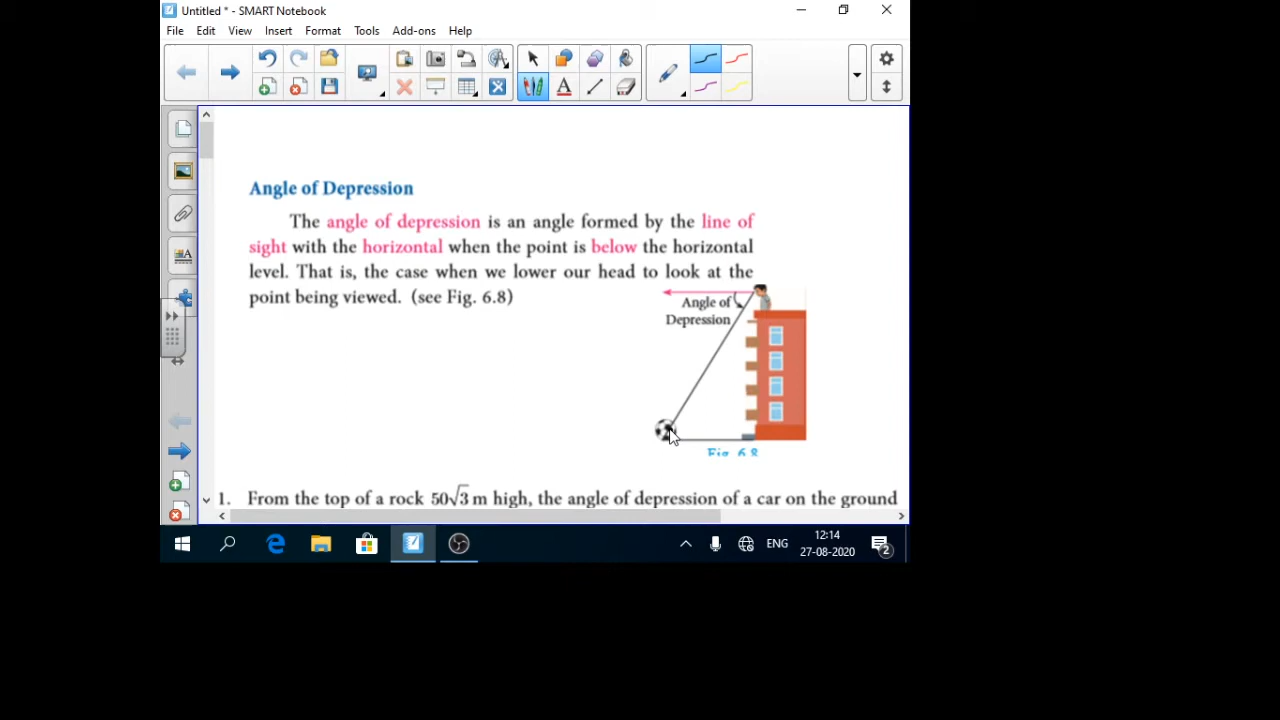 Untitled * - SMART Notebook
File Edit View Insert Format Tools Add-ons Help
Angle of Depression
The angle of depression is an angle formed by the line of
sight with the horizontal when the point is below the horizontal
level. That is, the case when we lower our head to look at the
point being viewed. (see Fig. 6.8)
Angle of
Depression
Fig 6.8
1. From the top of a rock 50√3 m high, the angle of depression of a car on the ground
ENG
12:14
27-08-2020
2